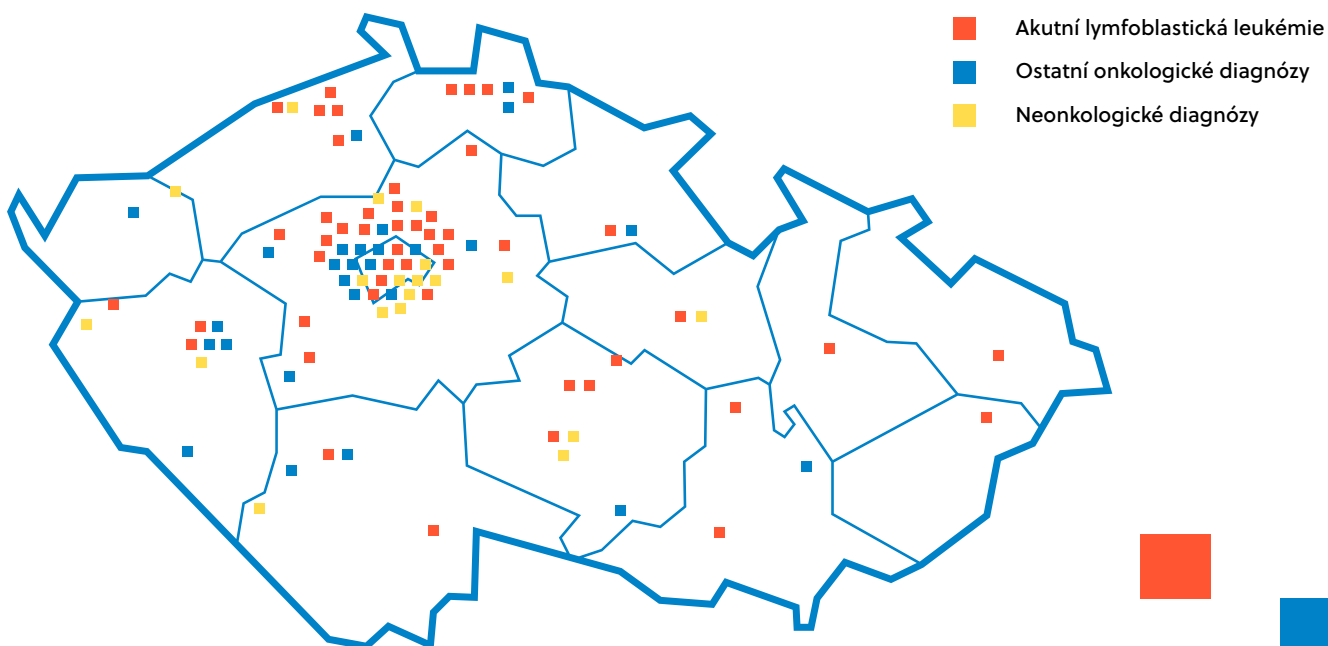 Akutní lymfoblastická leukémie
Ostatní onkologické diagnózy
Neonkologické diagnózy